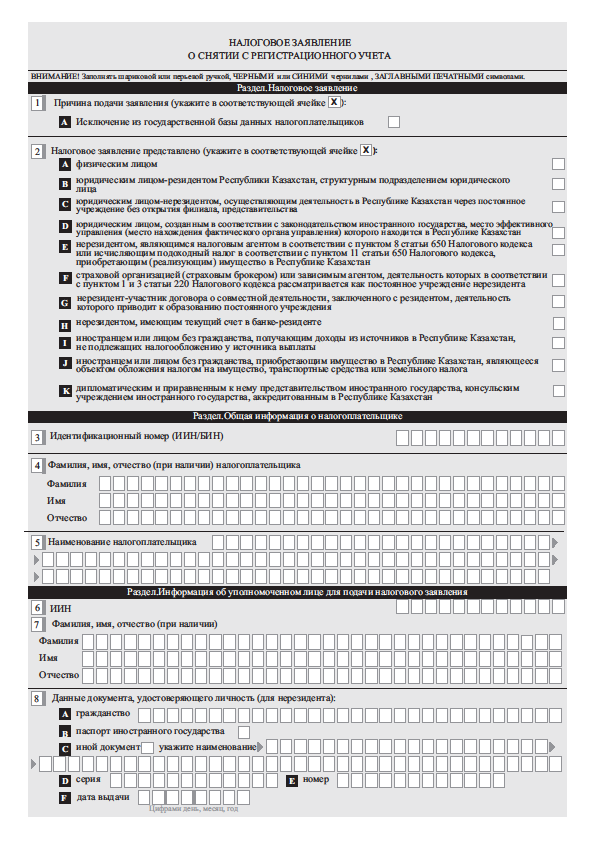 НАЛОГОВОЕ ЗАЯВЛЕНИЕ
О СНЯТИИ С РЕГИСТРАЦИОННОГО УЧЕТА
ВНИМАНИЕ! Заполнять шариковой или перьевой ручкой, ЧЕРНЫМИ или СИНИМИ чернилами , ЗАГЛАВНЫМИ ПЕЧАТНЫМИ символами.
Раздел.Налоговое заявление
1 Причина подачи заявления (укажите в соответствующей ячейке X ):
A Исключение из государственной базы данных налогоплательщиков
2 Налоговое заявление представлено (укажите в соответствующей ячейке X ):
A физическим лицом
B юридическим лицом-резидентом Республики Казахстан, структурным подразделением юридического
лица
C юридическим лицом-нерезидентом, осуществляющим деятельность в Республике Казахстан через постоянное
учреждение без открытия филиала, представительства
D юридическим лицом, созданным в соответствии с законодательством иностранного государства, место эффективного
управления (место нахождения фактического органа управления) которого находится в Республике Казахстан
E нерезидентом, являющимся налоговым агентом в соответствии с пунктом 8 статьи 650 Налогового кодекса
или исчисляющим подоходный налог в соответствии с пунктом 11 статьи 650 Налогового кодекса,
приобретающим (реализующим) имущество в Республике Казахстан
F страховой организацией (страховым брокером) или зависимым агентом, деятельность которых в соответствии
с пунктом 1 и 3 статьи 220 Налогового кодекса рассматривается как постоянное учреждение нерезидента
G нерезидент-участник договора о совместной деятельности, заключенного с резидентом, деятельность
которого приводит к образованию постоянного учреждения
H нерезидентом, имеющим текущий счет в банке-резиденте
I иностранцем или лицом без гражданства, получающим доходы из источников в Республике Казахстан,
не подлежащих налогообложению у источника выплаты
J иностранцем или лицом без гражданства, приобретающим имущество в Республике Казахстан, являющееся
объектом обложения налогом на имущество, транспортные средства или земельного налога
K дипломатическим и приравненным к нему представительством иностранного государства, консульским
учреждением иностранного государства, аккредитованным в Республике Казахстан
Раздел.Общая информация о налогоплательщике
3 Идентификационный номер (ИИН/БИН)
4 Фамилия, имя, отчество (при наличии) налогоплательщика
Фамилия
Имя
Отчество
5 Наименование налогоплательщика
Раздел.Информация об уполномоченном лице для подачи налогового заявления
6 ИИН
7 Фамилия, имя, отчество (при наличии)
Фамилия
Имя
Отчество
8 Данные документа, удостоверяющего личность (для нерезидента):
A гражданство
B паспорт иностранного государства
C иной документ укажите наименование
D серия E номер
F дата выдачи
Цифрами день, месяц, год